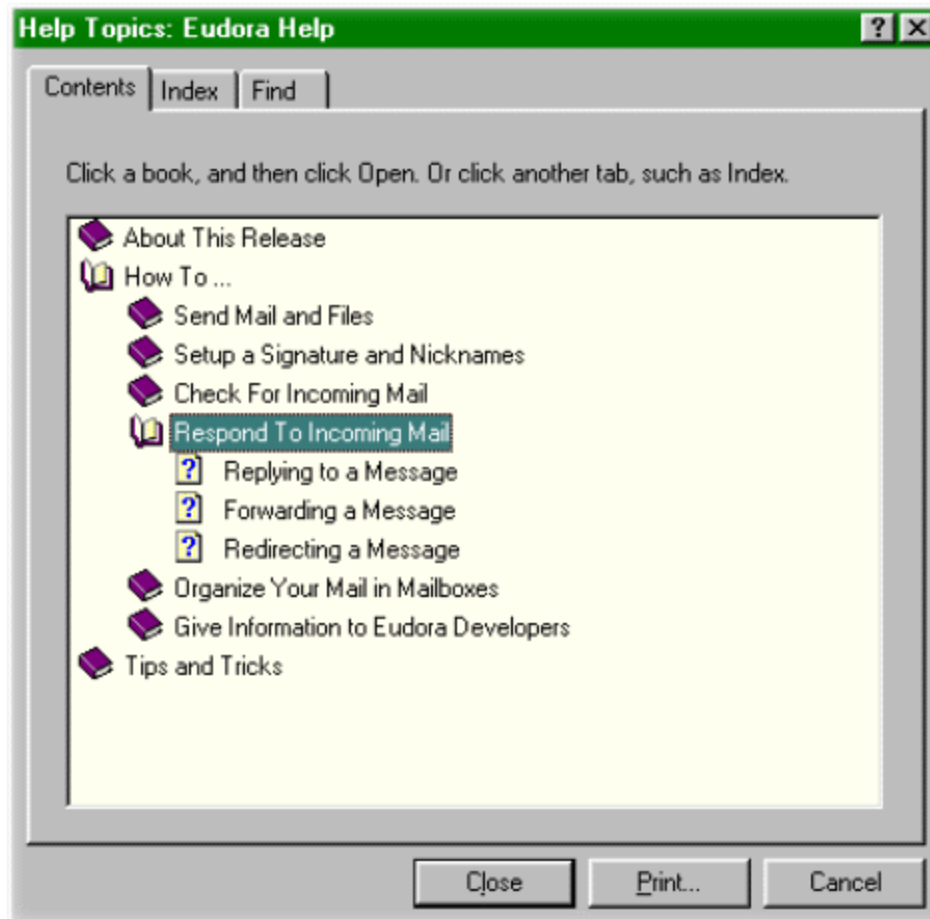 Help Topics: Eudora Help
Contents Index Find
Click a book, and then click Open. Or click another tab, such as Index.
About This Release
How To ...
Send Mail and Files
Setup a Signature and Nicknames
Check For Incoming Mail
Respond To Incoming Mail
Replying to a Message
Forwarding a Message
Redirecting a Message
Organize Your Mail in Mailboxes
Give Information to Eudora Developers
Tips and Tricks
Close Print... Cancel